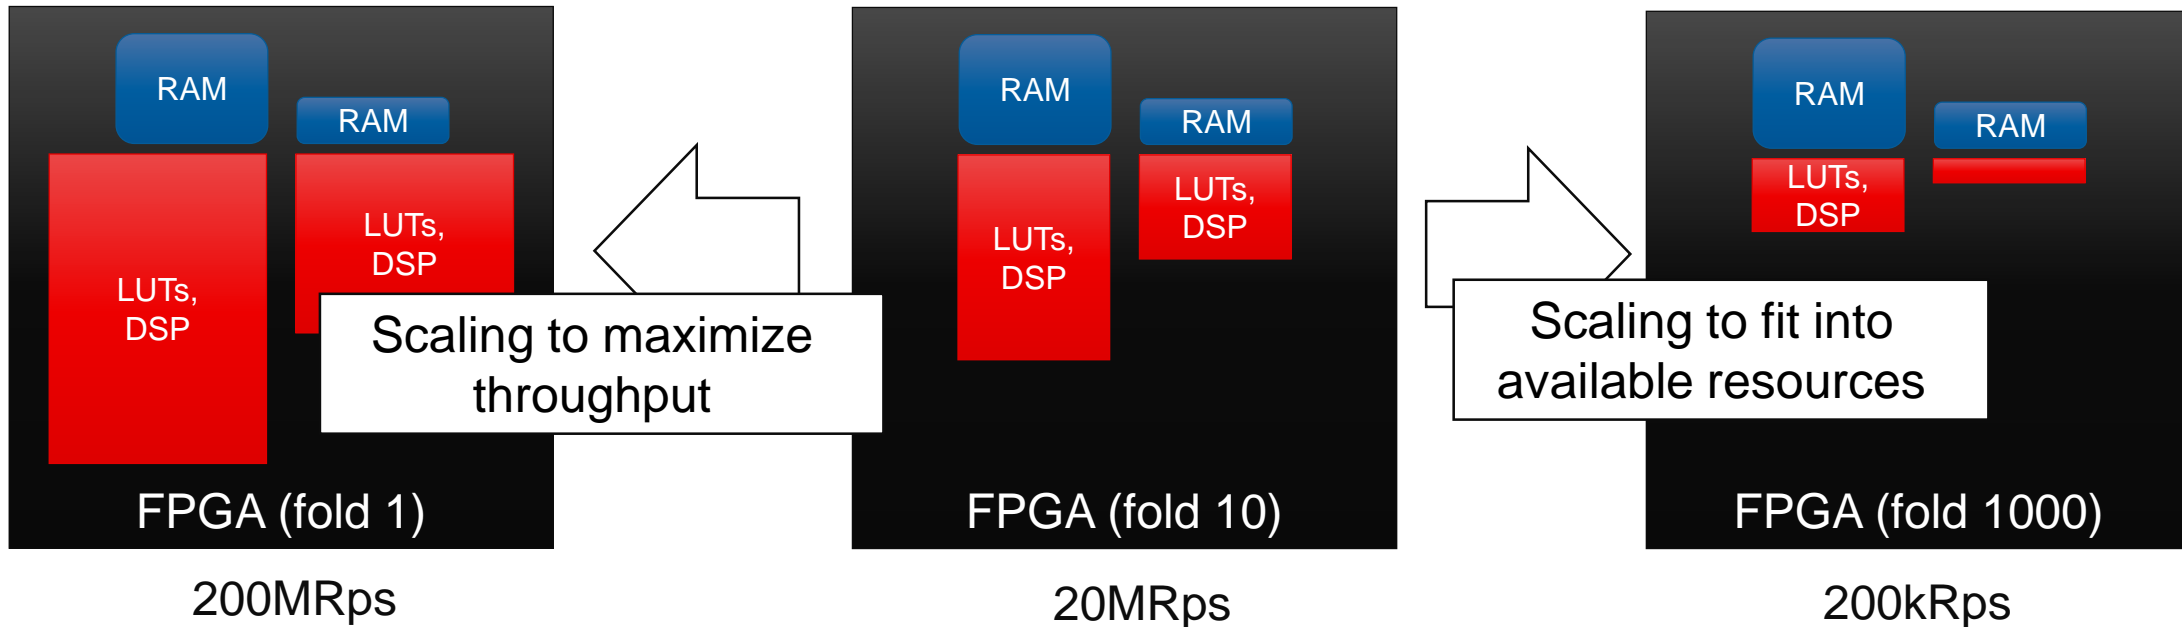 RAM
RAM
LUTs,
DSP
LUTs,
DSP
FPGA (fold 1)
200MRps
Scaling to maximize
throughput
RAM
RAM
LUTs,
DSP
LUTs,
DSP
FPGA (fold 10)
20MRps
Scaling to fit into
available resources
RAM
RAM
LUTs,
DSP
FPGA (fold 1000)
200kRps